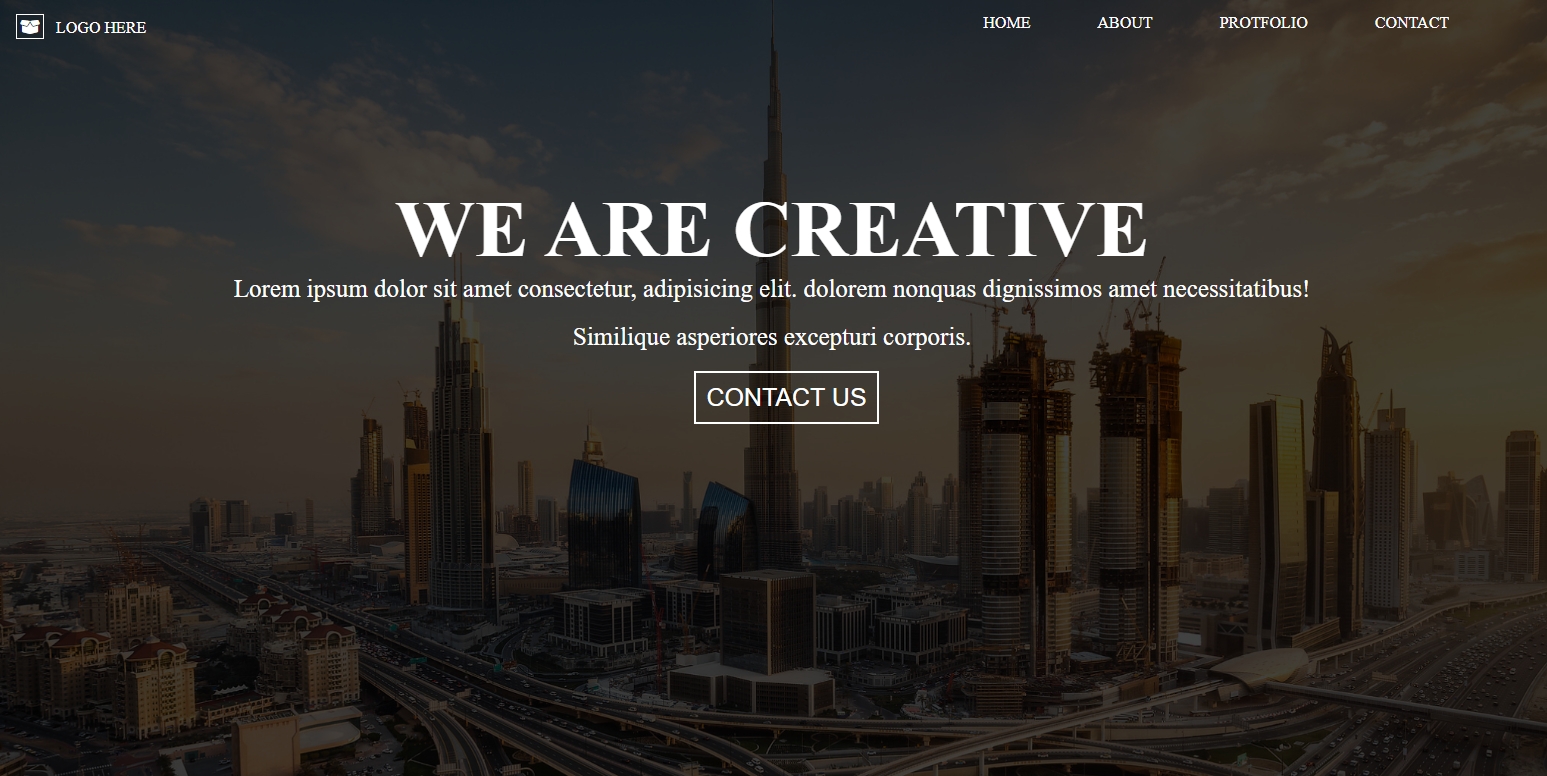 LOGO HERE
HOME ABOUT PROTFOLIO CONTACT
WE ARE CREATIVE
Lorem ipsum dolor sit amet consectetur, adipisicing elit. dolorem nonquas dignissimos amet necessitatibus!
Similique asperiores excepturi corporis.
CONTACT US